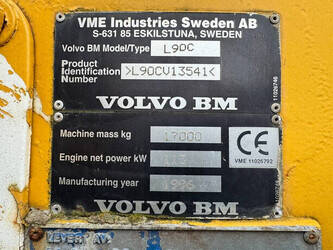 VME Industries Sweden AB
S-631 85 ESKILSTUNA, SWEDEN
Volvo BM Model/Type L90C
Product
Identification >L90CV13541<
Number
11026746
VOLVO BM
Machine mass kg 17000
Engine net power kW
CE
VME 11026792
Manufacturing year 1996
VOLVO BM